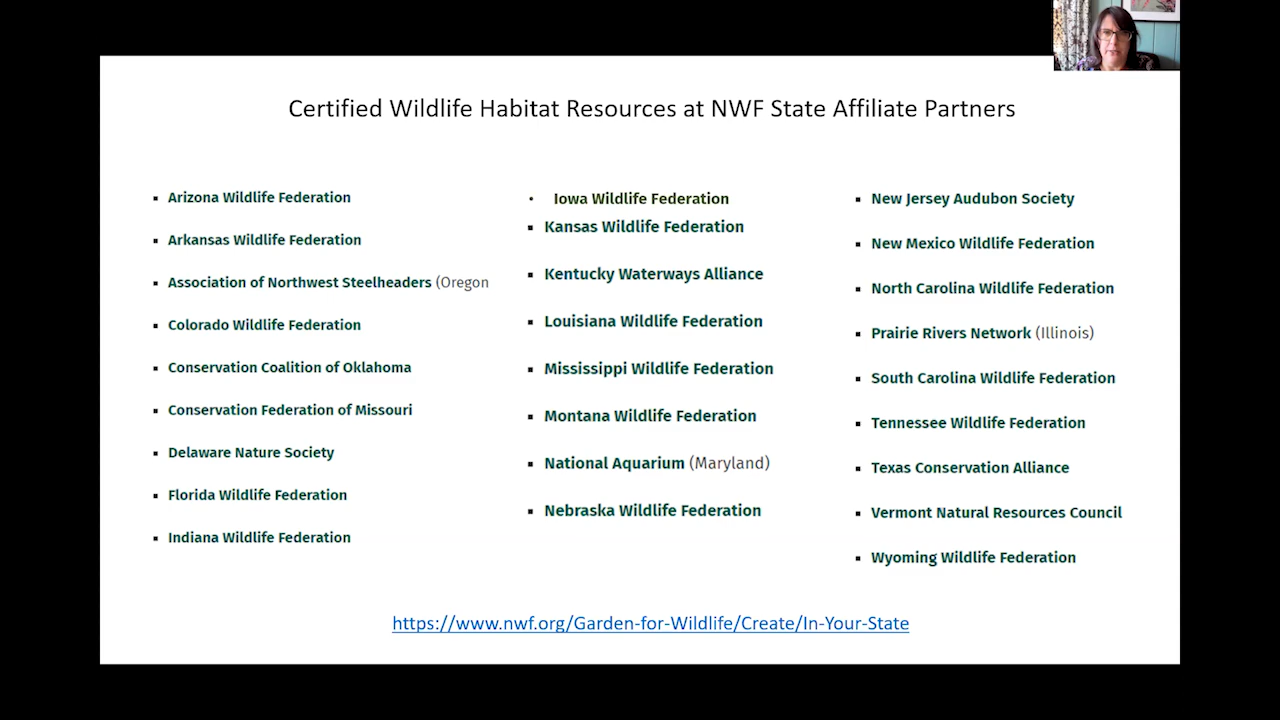 Certified Wildlife Habitat Resources at NWF State Affiliate Partners
Arizona Wildlife Federation
Arkansas Wildlife Federation
Association of Northwest Steelheaders (Oregon
Colorado Wildlife Federation
Conservation Coalition of Oklahoma
Conservation Federation of Missouri
Delaware Nature Society
Florida Wildlife Federation
Indiana Wildlife Federation
Iowa Wildlife Federation
Kansas Wildlife Federation
Kentucky Waterways Alliance
Louisiana Wildlife Federation
Mississippi Wildlife Federation
Montana Wildlife Federation
National Aquarium (Maryland)
Nebraska Wildlife Federation
New Jersey Audubon Society
New Mexico Wildlife Federation
North Carolina Wildlife Federation
Prairie Rivers Network (Illinois)
South Carolina Wildlife Federation
Tennessee Wildlife Federation
Texas Conservation Alliance
Vermont Natural Resources Council
Wyoming Wildlife Federation
https://www.nwf.org/Garden-for-Wildlife/Create/In-Your-State